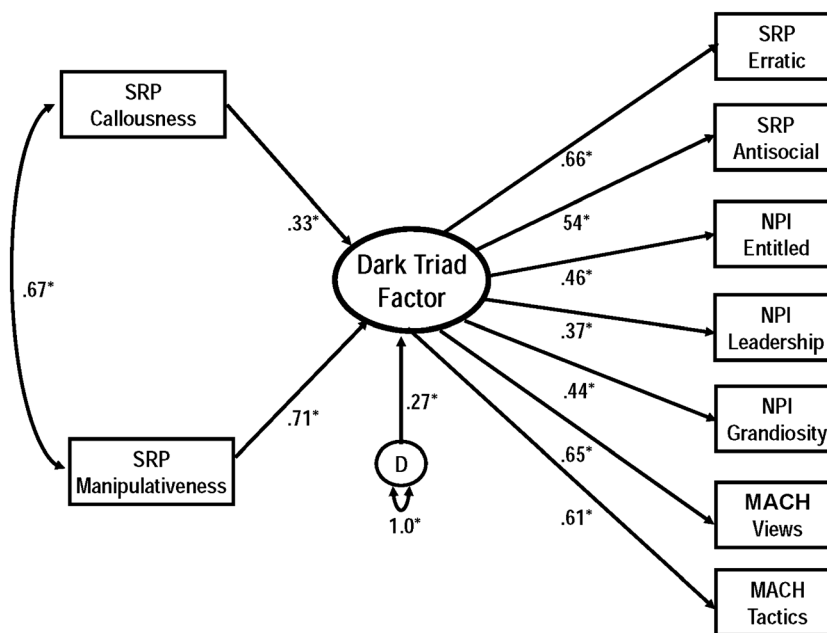 SRP
Erratic
SRP
Callousness
SRP
Antisocial
.66*
.33*
54*
NPI
Entitled
Dark Triad
Factor
.46*
.67*
.37*
NPI
Leadership
.27*
.44*
NPI
Grandiosity
.71*
SRP
Manipulativeness
D
.65*
.61*
1.0*
MACH
Views
MACH
Tactics